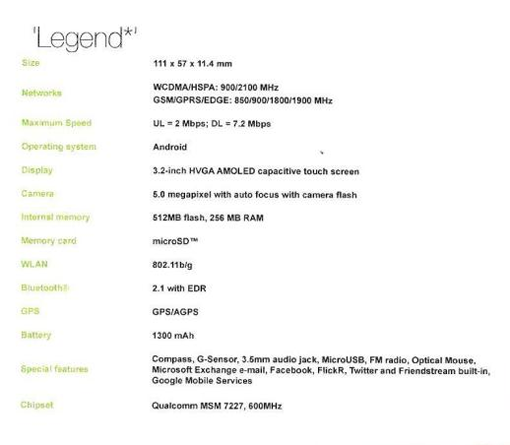 'Legend*'
Size 111 x 57 x 11.4 mm
Networks WCDMA/HSPA: 900/2100 MHz
GSM/GPRS/EDGE: 850/900/1800/1900 MHz
Maximum Speed UL = 2 Mbps; DL = 7.2 Mbps
Operating system Android
Display 3.2-inch HVGA AMOLED capacitive touch screen
Camera 5.0 megapixel with auto focus with camera flash
Internal memory 512MB flash, 256 MB RAM
Memory card microSD™
WLAN 802.11b/g
Bluetooth® 2.1 with EDR
GPS GPS/AGPS
Battery 1300 mAh
Special features Compass, G-Sensor, 3.5mm audio jack, MicroUSB, FM radio, Optical Mouse,
Microsoft Exchange e-mail, Facebook, FlickR, Twitter and Friendstream built-in,
Google Mobile Services
Chipset Qualcomm MSM 7227, 600MHz